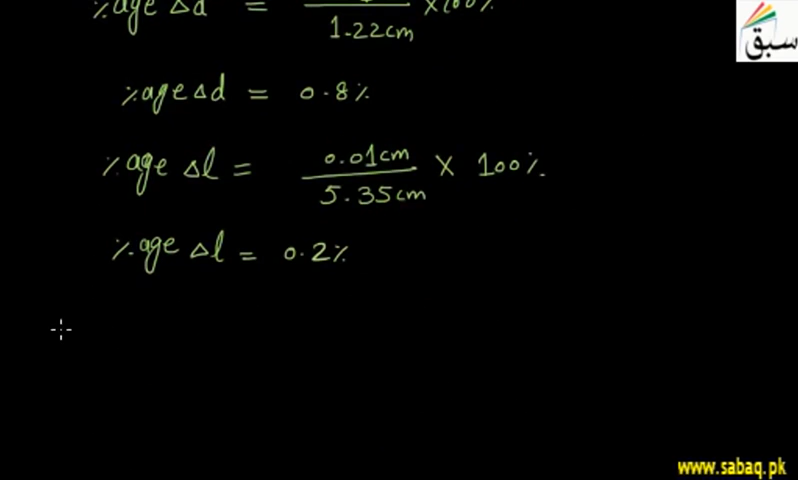 %age Δd = ×100%
1.22cm
سبق
%age Δd = 0.8%
%age Δl = 0.01cm / 5.35cm × 100%
%age Δl = 0.2%
www.sabaq.pk